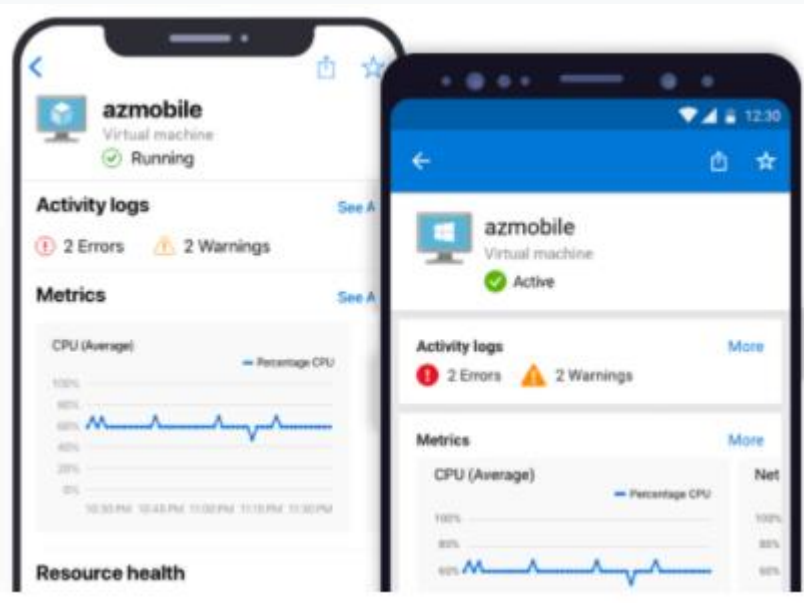 azmobile
Virtual machine
Running
Activity logs
See A
2 Errors
2 Warnings
Metrics
See A
CPU (Average)
Percentage CPU
100%
80%
60%
40%
20%
0%
10:30 PM 10:45 PM 11:00 PM 11:15 PM 11:30 PM
Resource health
12:30
azmobile
Virtual machine
Active
Activity logs
More
2 Errors
2 Warnings
Metrics
More
CPU (Average)
Net
Percentage CPU
100%
100%
80%
80%
60%
60%